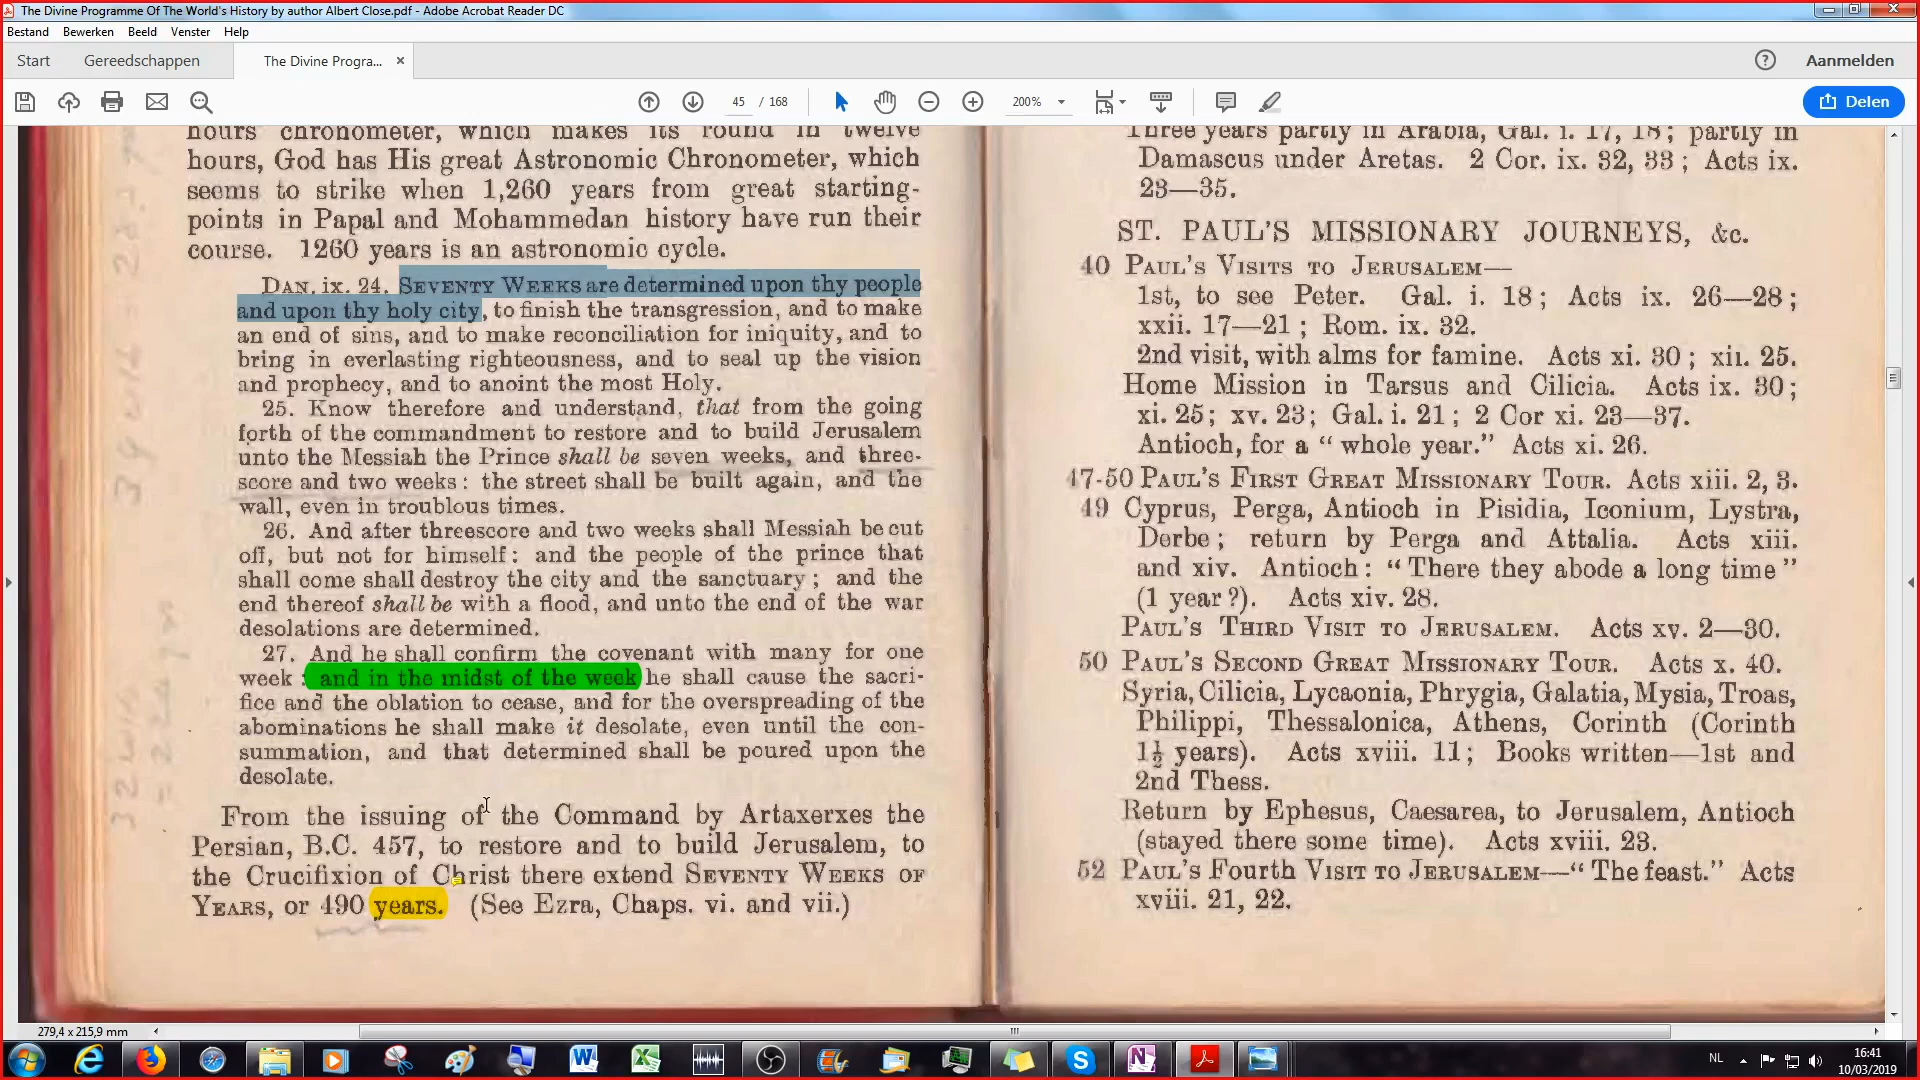 The Divine Programme Of The World's History by author Albert Close.pdf - Adobe Acrobat Reader DC
Bestand Bewerken Beeld Venster Help
Start Gereedschappen The Divine Progra... × Aanmelden
45 / 168 200% Delen
hours chronometer, which makes its round in twelve
hours, God has His great Astronomic Chronometer, which
seems to strike when 1,260 years from great starting-
points in Papal and Mohammedan history have run their
course. 1260 years is an astronomic cycle.
DAN. ix. 24. SEVENTY WEEKS are determined upon thy people
and upon thy holy city, to finish the transgression, and to make
an end of sins, and to make reconciliation for iniquity, and to
bring in everlasting righteousness, and to seal up the vision
and prophecy, and to anoint the most Holy.
25. Know therefore and understand, that from the going
forth of the commandment to restore and to build Jerusalem
unto the Messiah the Prince shall be seven weeks, and three-
score and two weeks: the street shall be built again, and the
wall, even in troublous times.
26. And after threescore and two weeks shall Messiah be cut
off, but not for himself: and the people of the prince that
shall come shall destroy the city and the sanctuary; and the
end thereof shall be with a flood, and unto the end of the war
desolations are determined.
27. And he shall confirm the covenant with many for one
week: and in the midst of the week he shall cause the sacri-
fice and the oblation to cease, and for the overspreading of the
abominations he shall make it desolate, even until the con-
summation, and that determined shall be poured upon the
desolate.
From the issuing of the Command by Artaxerxes the
Persian, B.C. 457, to restore and to build Jerusalem, to
the Crucifixion of Christ there extend SEVENTY WEEKS OF
YEARS, or 490 years. (See Ezra, Chaps. vi. and vii.)
Three years partly in Arabia, Gal. i. 17, 18; partly in
Damascus under Aretas. 2 Cor. ix. 32, 33; Acts ix.
23—35.
ST. PAUL'S MISSIONARY JOURNEYS, &c.
40 PAUL'S VISITS TO JERUSALEM—
1st, to see Peter. Gal. i. 18; Acts ix. 26—28;
xxii. 17—21; Rom. ix. 32.
2nd visit, with alms for famine. Acts xi. 30; xii. 25.
Home Mission in Tarsus and Cilicia. Acts ix. 30;
xi. 25; xv. 23; Gal. i. 21; 2 Cor xi. 23—37.
Antioch, for a "whole year." Acts xi. 26.
47-50 PAUL'S FIRST GREAT MISSIONARY TOUR. Acts xiii. 2, 3.
49 Cyprus, Perga, Antioch in Pisidia, Iconium, Lystra,
Derbe; return by Perga and Attalia. Acts xiii.
and xiv. Antioch: "There they abode a long time"
(1 year?). Acts xiv. 28.
PAUL'S THIRD VISIT TO JERUSALEM. Acts xv. 2—30.
50 PAUL'S SECOND GREAT MISSIONARY TOUR. Acts x. 40.
Syria, Cilicia, Lycaonia, Phrygia, Galatia, Mysia, Troas,
Philippi, Thessalonica, Athens, Corinth (Corinth
1½ years). Acts xviii. 11; Books written—1st and
2nd Thess.
Return by Ephesus, Caesarea, to Jerusalem, Antioch
(stayed there some time). Acts xviii. 23.
52 PAUL'S FOURTH VISIT TO JERUSALEM—"The feast." Acts
xviii. 21, 22.
279,4 x 215,9 mm
NL 16:41
10/03/2019